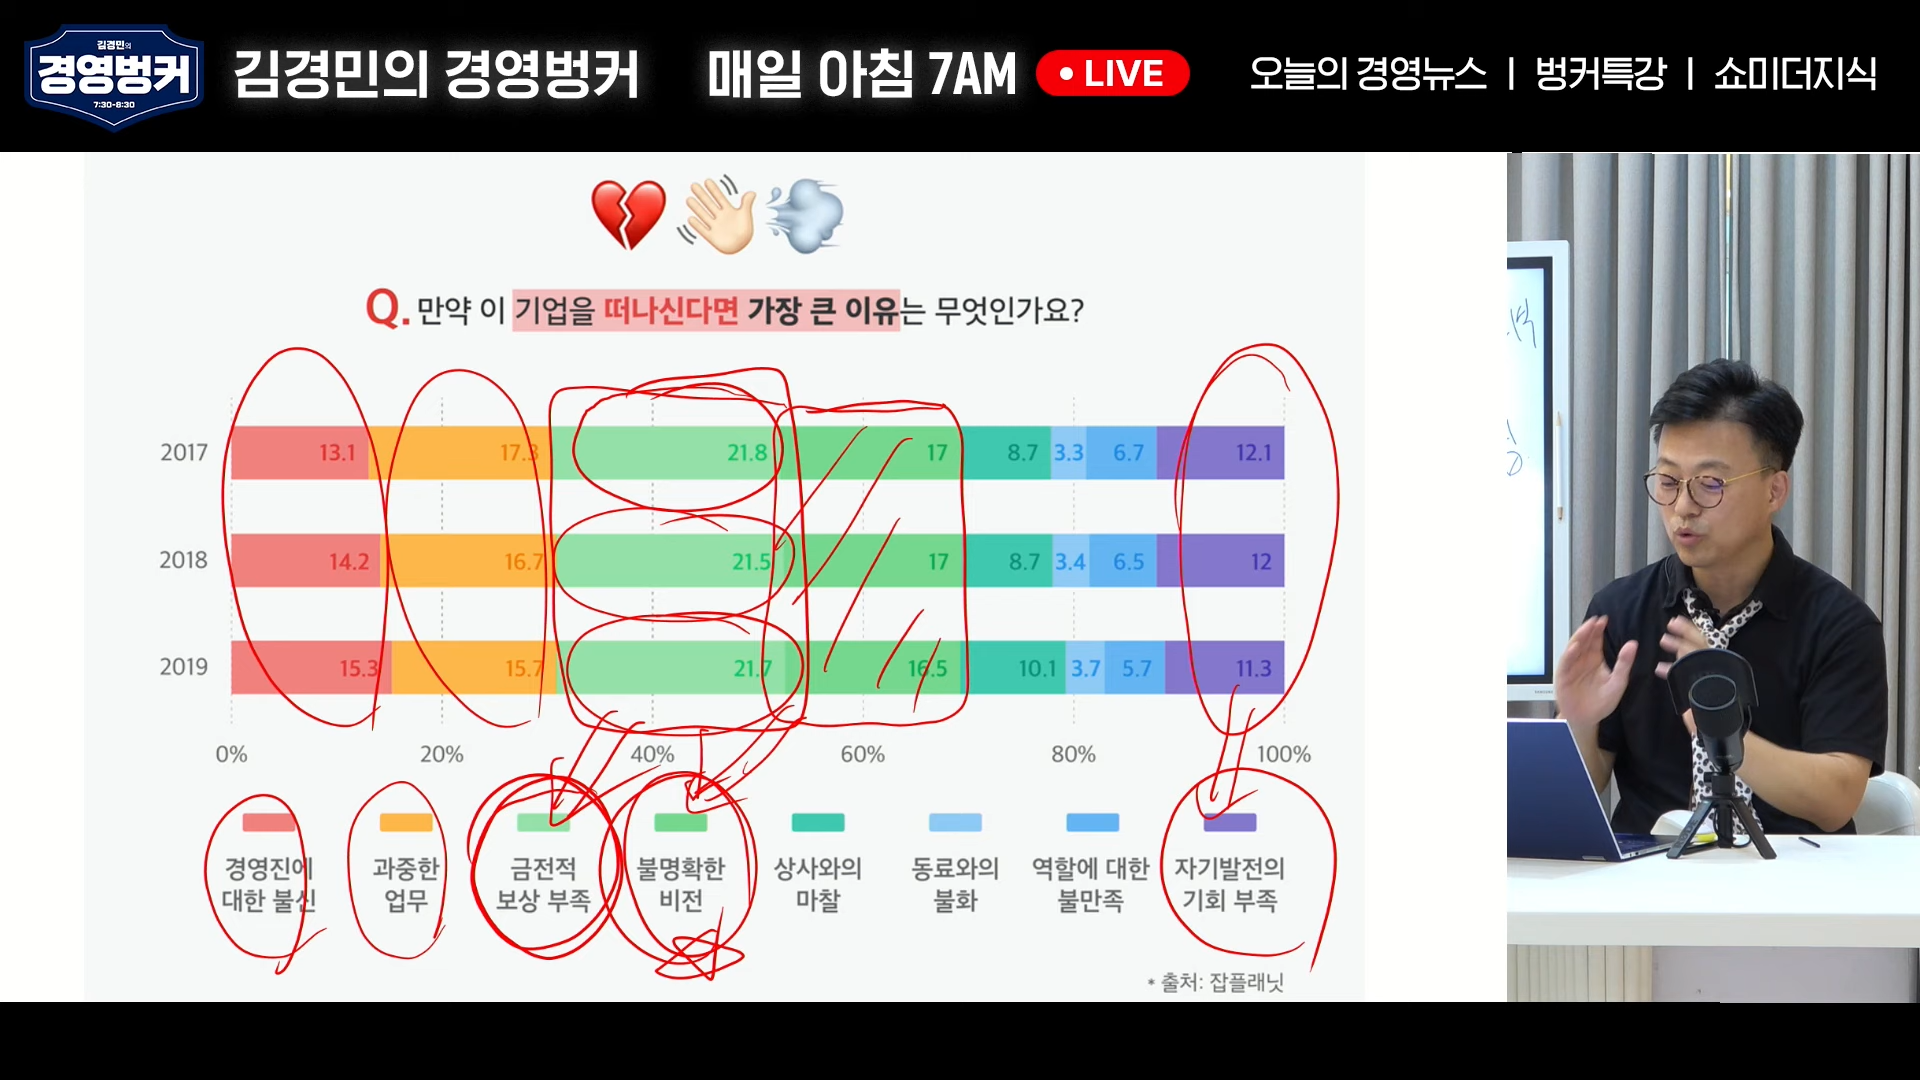 김경민의
경영벙커
7:30-8:30
김경민의 경영벙커 매일 아침 7AM • LIVE 오늘의 경영뉴스 | 벙커특강 | 쇼미더지식
Q. 만약 이 기업을 떠나신다면 가장 큰 이유는 무엇인가요?
2017 13.1 17.3 21.8 17 8.7 3.3 6.7 12.1
2018 14.2 16.7 21.5 17 8.7 3.4 6.5 12
2019 15.3 15.7 21.7 16.5 10.1 3.7 5.7 11.3
0% 20% 40% 60% 80% 100%
경영진에 과중한 금전적 불명확한 상사와의 동료와의 역할에 대한 자기발전의
대한 불신 업무 보상 부족 비전 마찰 불화 불만족 기회 부족
* 출처: 잡플래닛